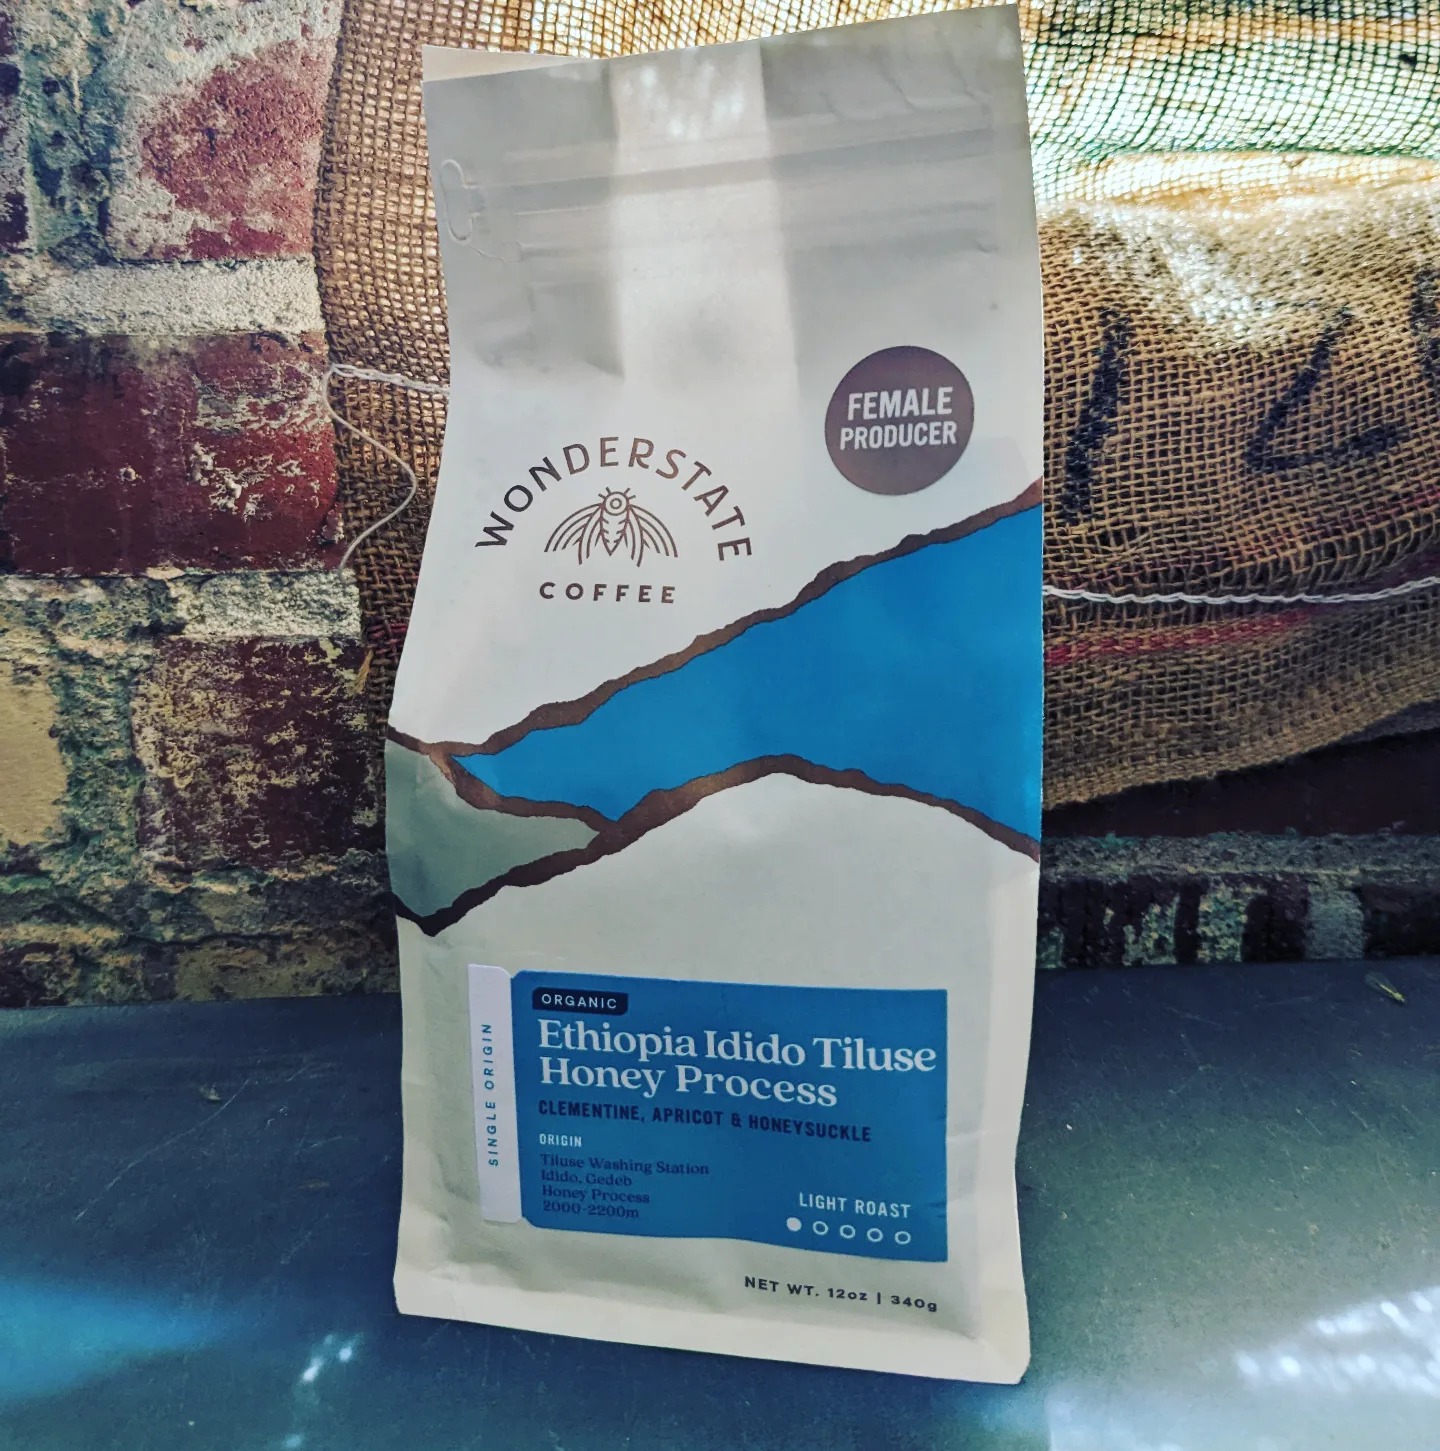 FEMALE
PRODUCER
WONDERSTATE
COFFEE
SINGLE ORIGIN
ORGANIC
Ethiopia Idido Tiluse
Honey Process
CLEMENTINE, APRICOT & HONEYSUCKLE
ORIGIN
Tiluse Washing Station
Idido, Gedeb
Honey Process
2000-2200m
LIGHT ROAST
NET WT. 12oz | 340g